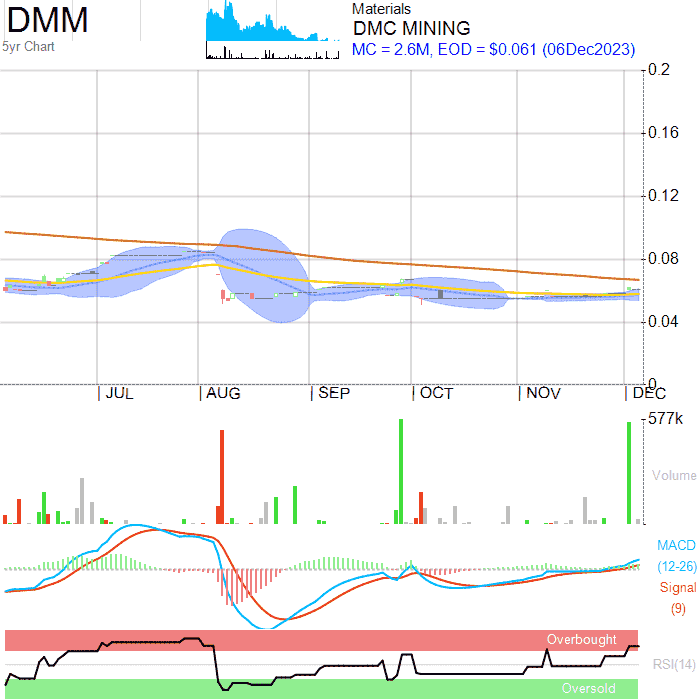 DMM
5yr Chart
Materials
DMC MINING
MC = 2.6M, EOD = $0.061 (06Dec2023)
0.2
0.16
0.12
0.08
0.04
0
JUL
AUG
SEP
OCT
NOV
DEC
577k
Volume
MACD
(12-26)
Signal
(9)
Overbought
RSI(14)
Oversold